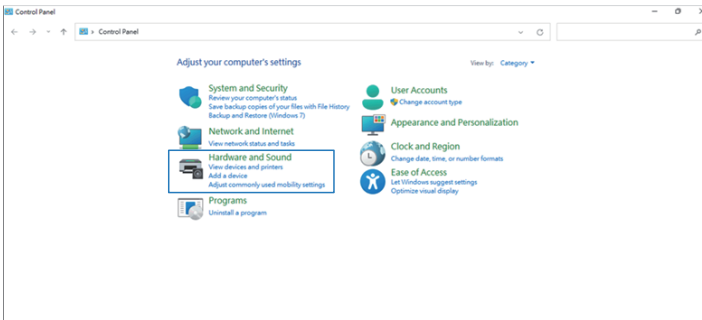 Control Panel
Control Panel
Adjust your computer's settings
View by: Category
System and Security
Review your computer's status
Save backup copies of your files with File History
Backup and Restore (Windows 7)
Network and Internet
View network status and tasks
Hardware and Sound
View devices and printers
Add a device
Adjust commonly used mobility settings
Programs
Uninstall a program
User Accounts
Change account type
Appearance and Personalization
Clock and Region
Change date, time, or number formats
Ease of Access
Let Windows suggest settings
Optimize visual display